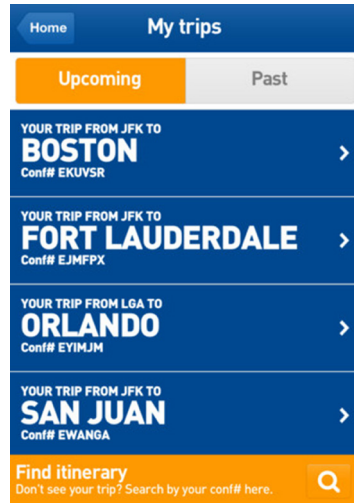 Home
My trips
Upcoming
Past
YOUR TRIP FROM JFK TO
BOSTON
Conf# EKUVSR
YOUR TRIP FROM JFK TO
FORT LAUDERDALE
Conf# EJMFPX
YOUR TRIP FROM LGA TO
ORLANDO
Conf# EYIMJM
YOUR TRIP FROM JFK TO
SAN JUAN
Conf# EWANGA
Find itinerary
Don't see your trip? Search by your conf# here.